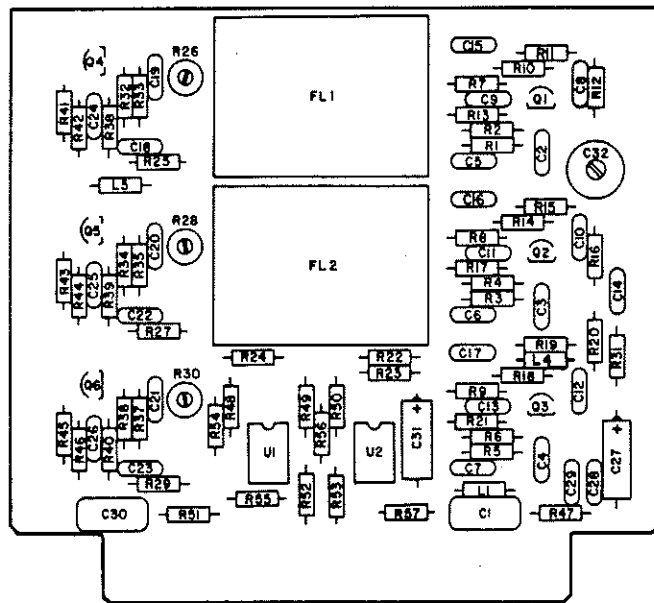 C15
R11
R10
Q4
C19
R26
FL1
R7
C9
Q1
C8
R12
R32
R33
R41
R42
C24
R38
R13
R2
R1
C18
R25
C5
C2
C32
L3
C16
R15
R14
Q5
C20
R28
FL2
R8
C11
Q2
C10
R16
R34
R35
R43
R44
C25
R39
R17
R4
R3
C3
C14
C22
R27
C6
R24
R22
R23
C17
R19
L4
R18
R20
R31
Q6
C21
R30
R9
C13
Q3
C12
R36
R37
R45
R46
C26
R40
R54
R48
R49
R50
R56
U1
U2
C31
+
R21
R6
R5
C27
+
C23
R29
C7
C4
C29
C28
R55
R52
R53
L1
C30
R51
R57
C1
R47